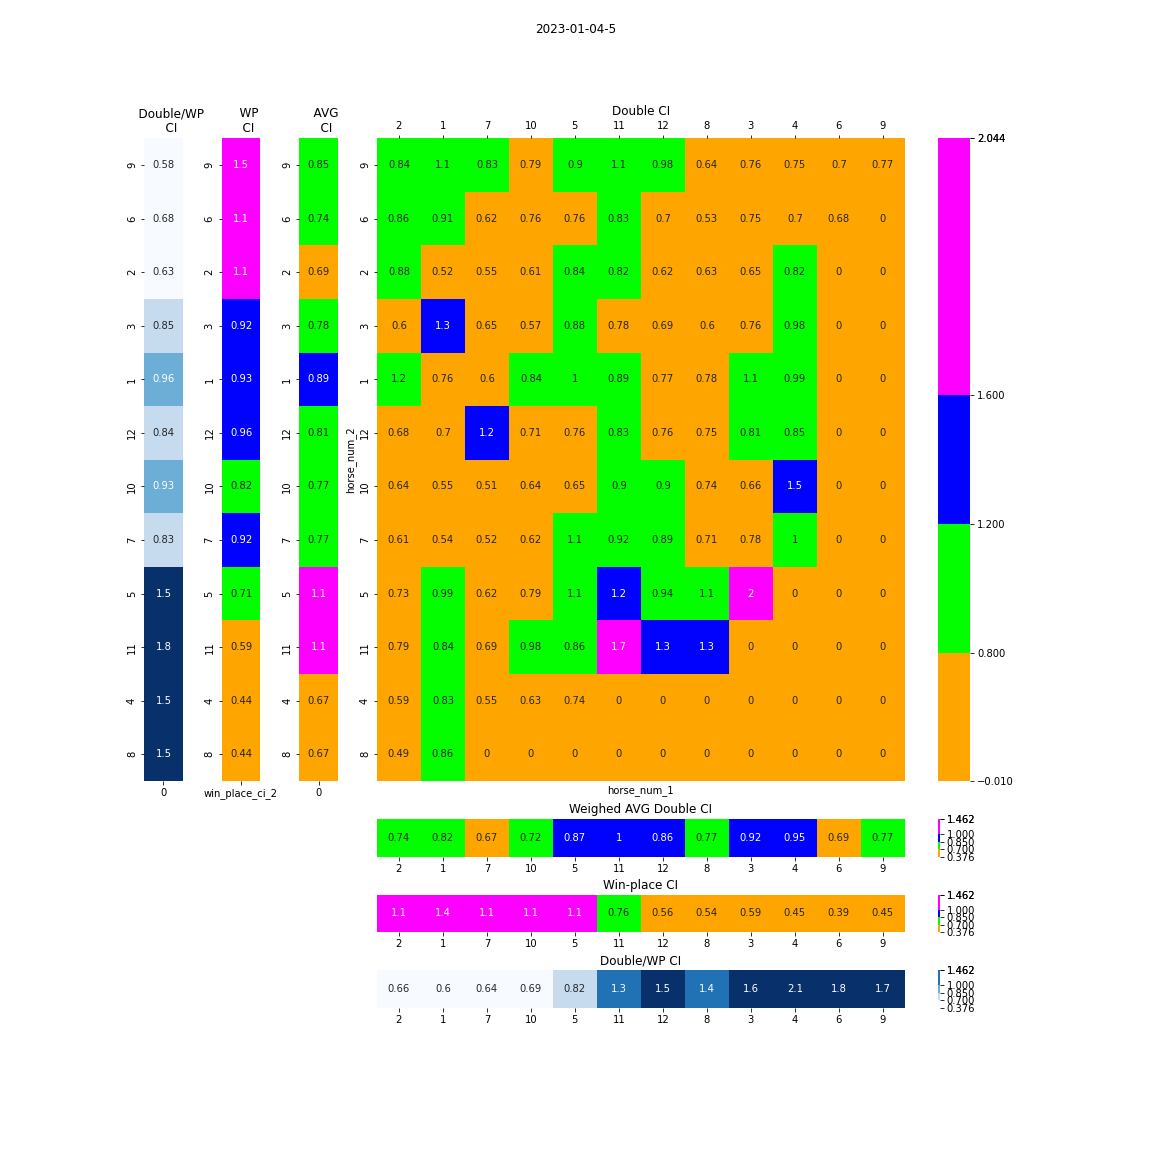 2023-01-04-5
Double/WP CI
WP CI
AVG CI
Double CI
2 1 7 10 5 11 12 8 3 4 6 9
9 0.58 9 1.5 9 0.85 9 0.84 1.1 0.83 0.79 0.9 1.1 0.98 0.64 0.76 0.75 0.7 0.77
6 0.68 6 1.1 6 0.74 6 0.86 0.91 0.62 0.76 0.76 0.83 0.7 0.53 0.75 0.7 0.68 0
2 0.63 2 1.1 2 0.69 2 0.88 0.52 0.55 0.61 0.84 0.82 0.62 0.63 0.65 0.82 0 0
3 0.85 3 0.92 3 0.78 3 0.6 1.3 0.65 0.57 0.88 0.78 0.69 0.6 0.76 0.98 0 0
1 0.96 1 0.93 1 0.89 1 1.2 0.76 0.6 0.84 1 0.89 0.77 0.78 1.1 0.99 0 0
12 0.84 12 0.96 12 0.81 12 0.68 0.7 1.2 0.71 0.76 0.83 0.76 0.75 0.81 0.85 0 0
10 0.93 10 0.82 10 0.77 10 0.64 0.55 0.51 0.64 0.65 0.9 0.9 0.74 0.66 1.5 0 0
7 0.83 7 0.92 7 0.77 7 0.61 0.54 0.52 0.62 1.1 0.92 0.89 0.71 0.78 1 0 0
5 1.5 5 0.71 5 1.1 5 0.73 0.99 0.62 0.79 1.1 1.2 0.94 1.1 2 0 0 0
11 1.8 11 0.59 11 1.1 11 0.79 0.84 0.69 0.98 0.86 1.7 1.3 1.3 0 0 0 0
4 1.5 4 0.44 4 0.67 4 0.59 0.83 0.55 0.63 0.74 0 0 0 0 0 0 0
8 1.5 8 0.44 8 0.67 8 0.49 0.86 0 0 0 0 0 0 0 0 0 0
horse_num_2
0 win_place_ci_2 0 horse_num_1
2.044
1.600
1.200
0.800
−0.010
Weighed AVG Double CI
0.74 0.82 0.67 0.72 0.87 1 0.86 0.77 0.92 0.95 0.69 0.77
2 1 7 10 5 11 12 8 3 4 6 9
1.462
1.000
0.850
0.700
0.376
Win-place CI
1.1 1.4 1.1 1.1 1.1 0.76 0.56 0.54 0.59 0.45 0.39 0.45
2 1 7 10 5 11 12 8 3 4 6 9
1.462
1.000
0.850
0.700
0.376
Double/WP CI
0.66 0.6 0.64 0.69 0.82 1.3 1.5 1.4 1.6 2.1 1.8 1.7
2 1 7 10 5 11 12 8 3 4 6 9
1.462
1.000
0.850
0.700
0.376